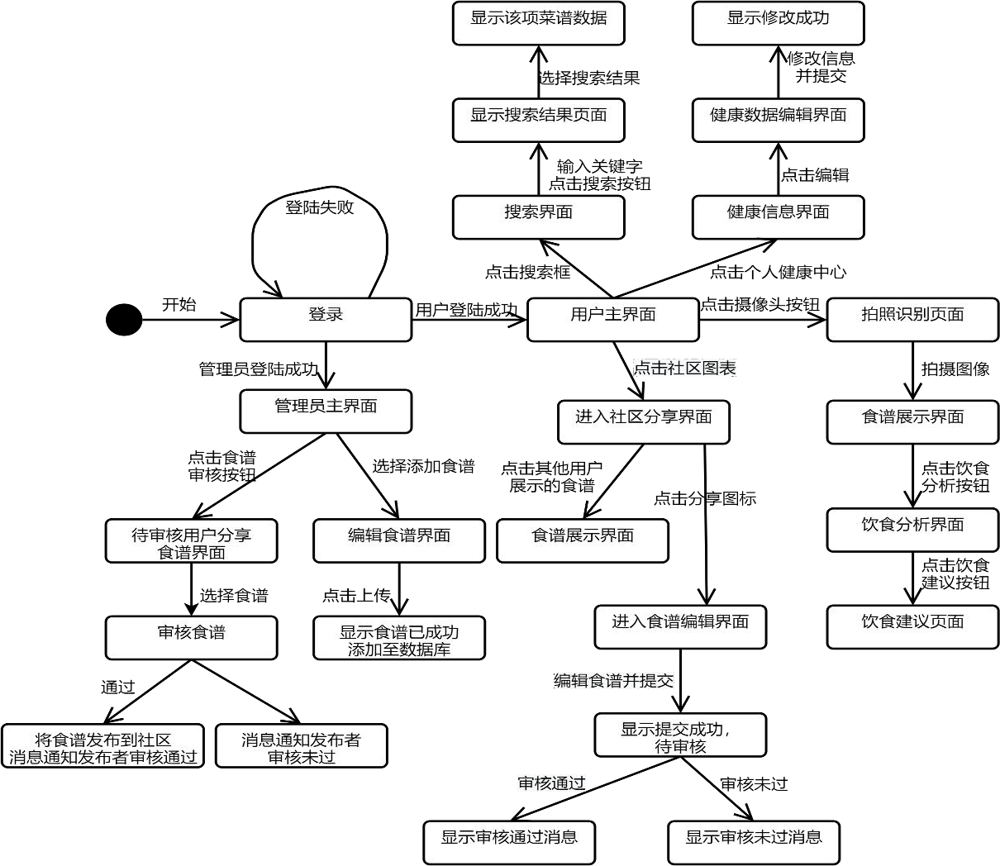 显示该项菜谱数据
显示修改成功
选择搜索结果
修改信息
并提交
显示搜索结果页面
健康数据编辑界面
输入关键字
点击搜索按钮
点击编辑
搜索界面
健康信息界面
登陆失败
点击搜索框
点击个人健康中心
开始
登录
用户登陆成功
用户主界面
点击摄像头按钮
拍照识别页面
管理员登陆成功
点击社区图表
拍摄图像
管理员主界面
进入社区分享界面
食谱展示界面
点击食谱
审核按钮
选择添加食谱
点击其他用户
展示的食谱
点击分享图标
点击饮食
分析按钮
待审核用户分享
食谱界面
编辑食谱界面
食谱展示界面
饮食分析界面
选择食谱
点击上传
点击饮食
建议按钮
审核食谱
显示食谱已成功
添加至数据库
进入食谱编辑界面
饮食建议页面
通过
编辑食谱并提交
将食谱发布到社区
消息通知发布者审核通过
消息通知发布者
审核未过
显示提交成功，
待审核
审核通过
审核未过
显示审核通过消息
显示审核未过消息